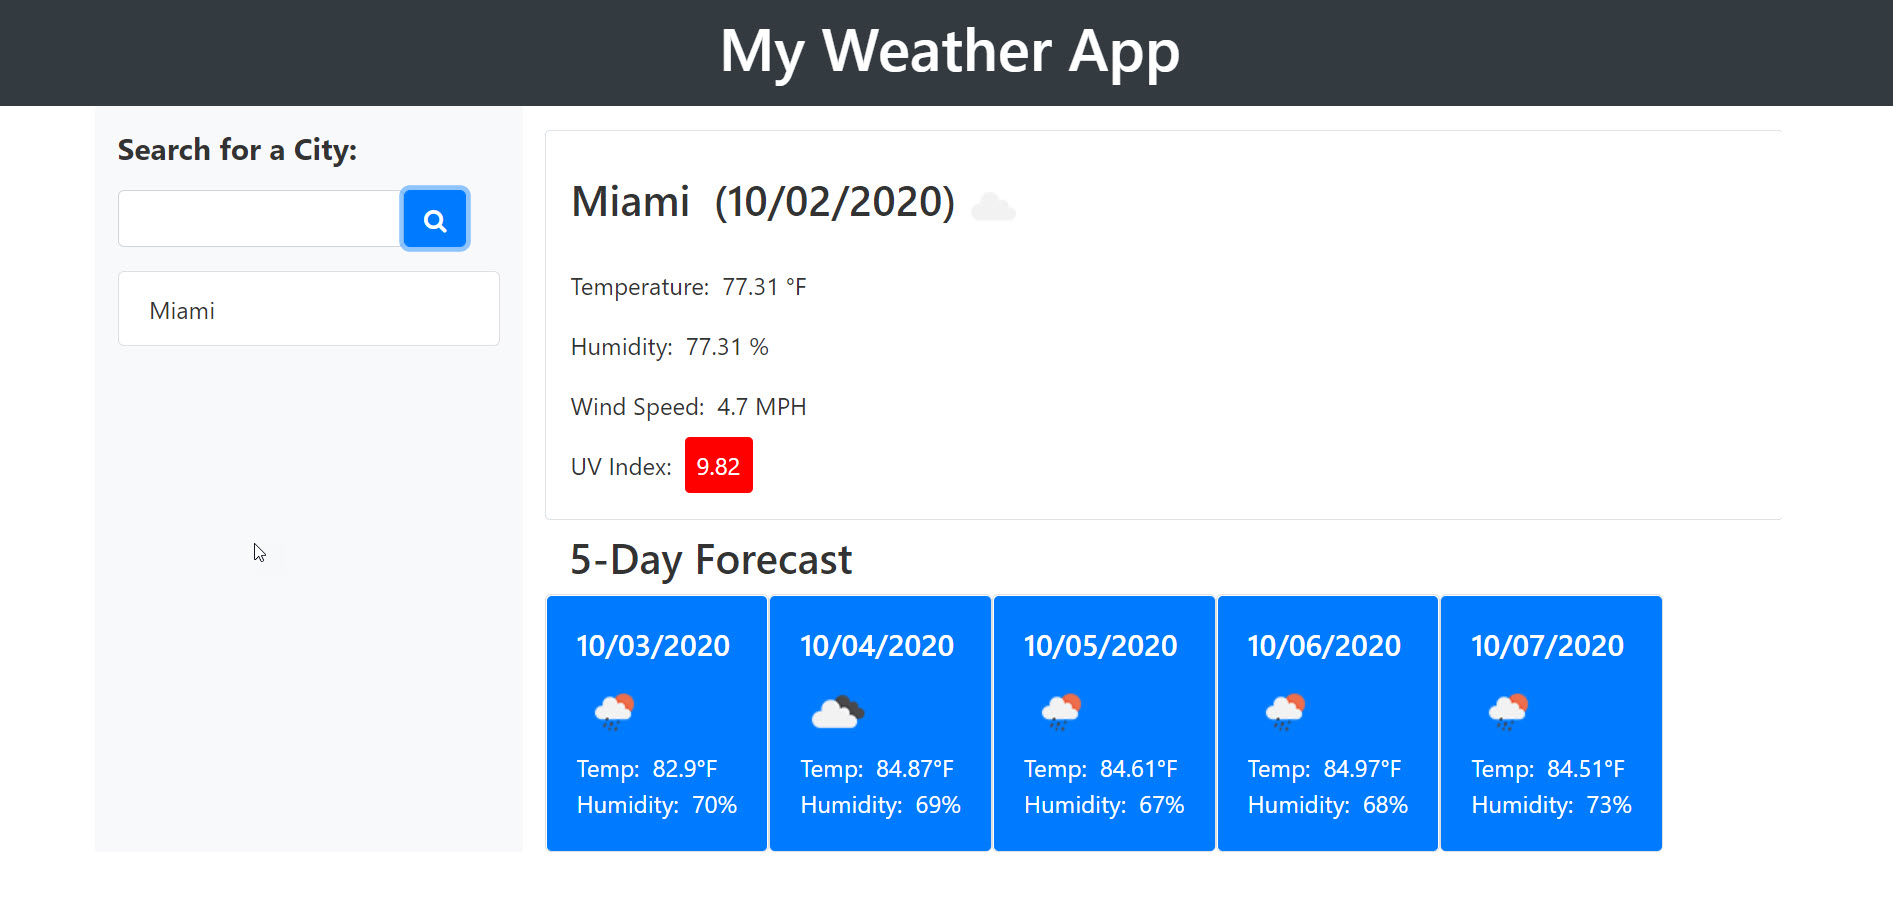 My Weather App
Search for a City:
Miami
Miami (10/02/2020)
Temperature: 77.31 °F
Humidity: 77.31 %
Wind Speed: 4.7 MPH
UV Index: 9.82
5-Day Forecast
10/03/2020
Temp: 82.9°F
Humidity: 70%
10/04/2020
Temp: 84.87°F
Humidity: 69%
10/05/2020
Temp: 84.61°F
Humidity: 67%
10/06/2020
Temp: 84.97°F
Humidity: 68%
10/07/2020
Temp: 84.51°F
Humidity: 73%